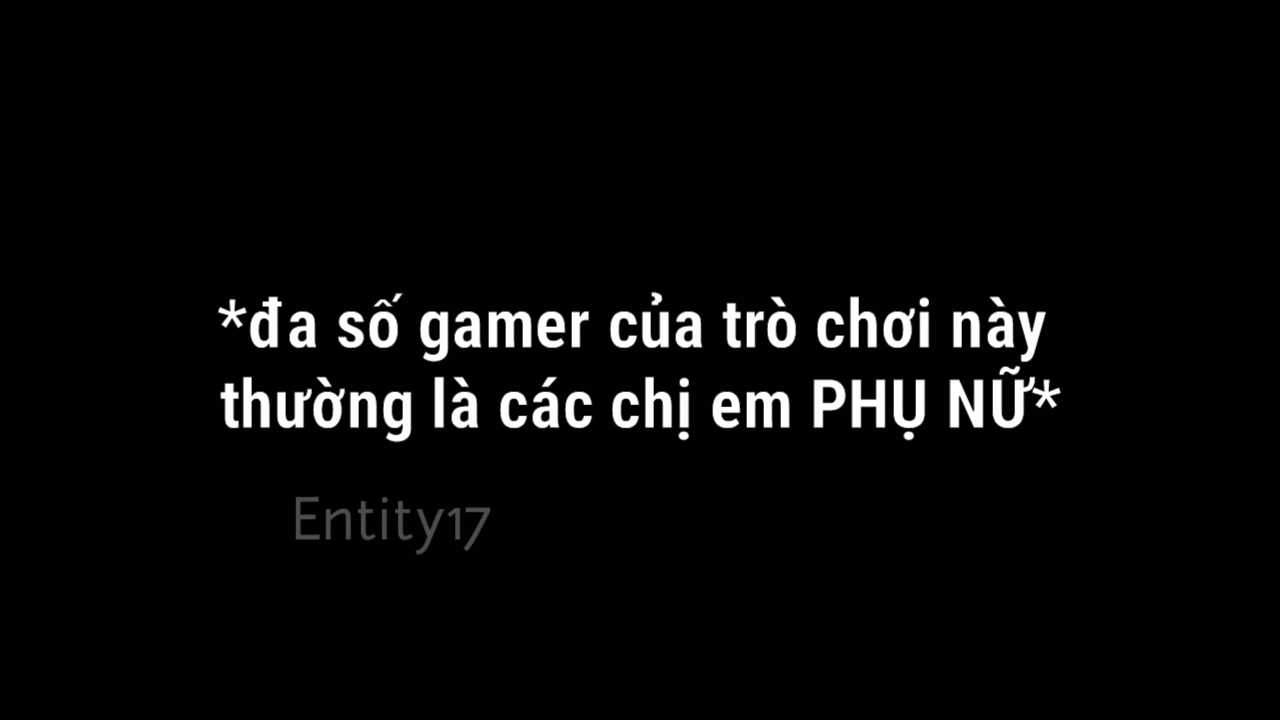 *đa số gamer của trò chơi này
thường là các chị em PHỤ NỮ*
Entity17